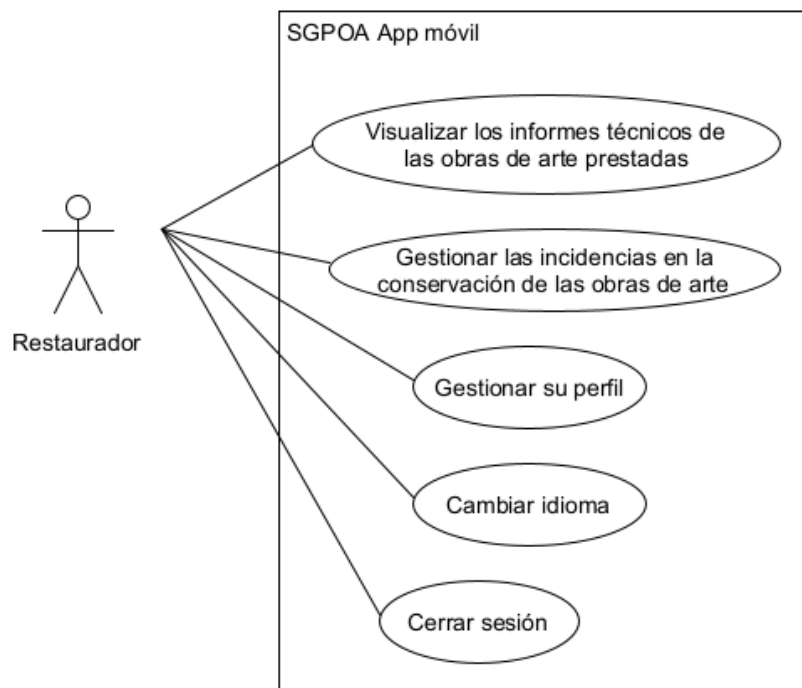 SGPOA App móvil
Visualizar los informes técnicos de
las obras de arte prestadas
Gestionar las incidencias en la
conservación de las obras de arte
Restaurador
Gestionar su perfil
Cambiar idioma
Cerrar sesión